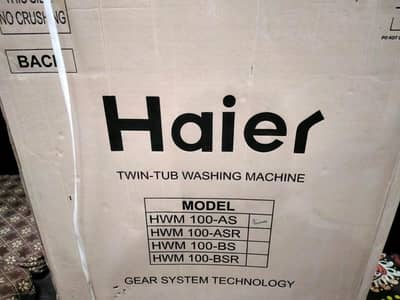 NO CRUSHING
BACK
Haier
TWIN-TUB WASHING MACHINE
MODEL
HWM 100-AS
HWM 100-ASR
HWM 100-BS
HWM 100-BSR
GEAR SYSTEM TECHNOLOGY